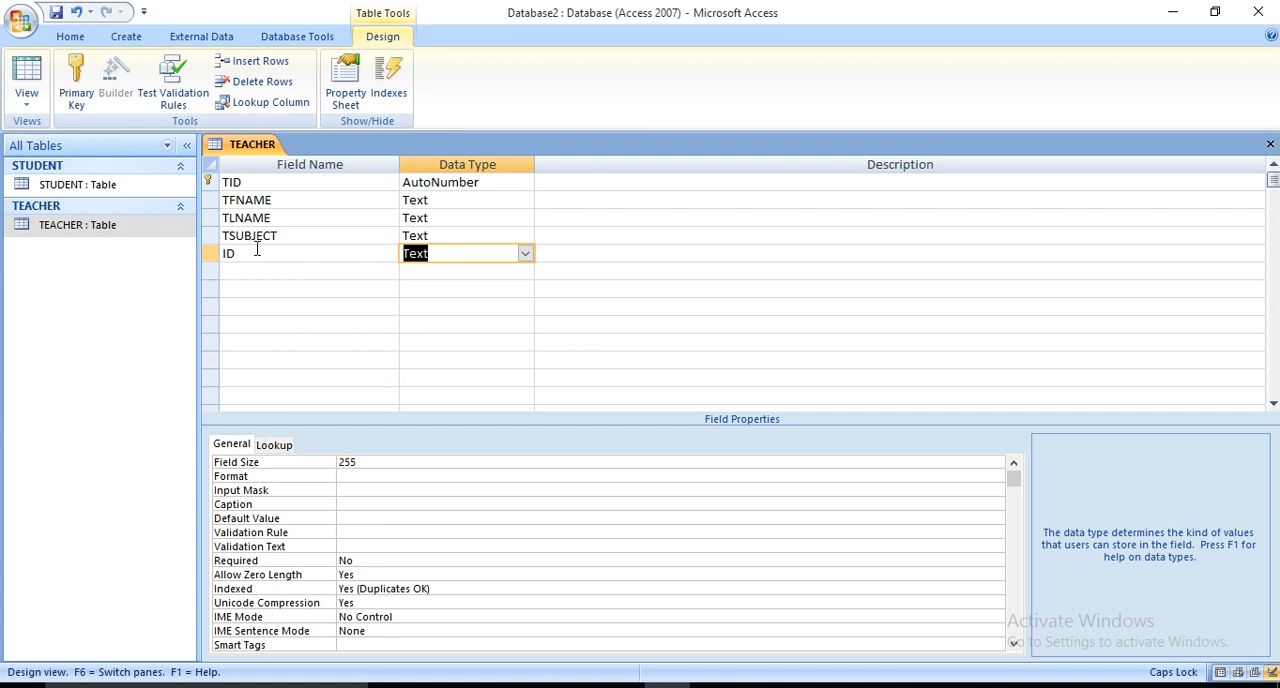 Table Tools
Database2 : Database (Access 2007) - Microsoft Access
Home Create External Data Database Tools Design
View
Primary Key
Builder
Test Validation Rules
Insert Rows
Delete Rows
Lookup Column
Property Sheet
Indexes
Views Tools Show/Hide
All Tables
STUDENT
STUDENT : Table
TEACHER
TEACHER : Table
TEACHER
Field Name Data Type Description
TID AutoNumber
TFNAME Text
TLNAME Text
TSUBJECT Text
ID Text
Field Properties
General Lookup
Field Size 255
Format
Input Mask
Caption
Default Value
Validation Rule
Validation Text
Required No
Allow Zero Length Yes
Indexed Yes (Duplicates OK)
Unicode Compression Yes
IME Mode No Control
IME Sentence Mode None
Smart Tags
The data type determines the kind of values
that users can store in the field. Press F1 for
help on data types.
Activate Windows
Go to Settings to activate Windows.
Design view. F6 = Switch panes. F1 = Help. Caps Lock